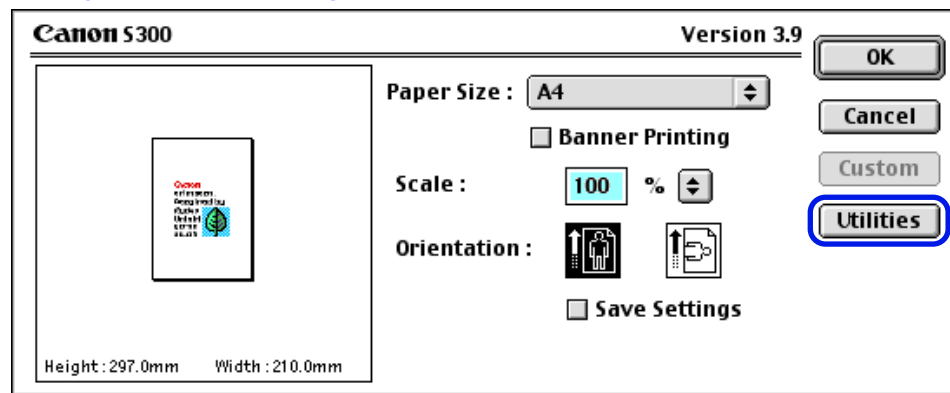 Canon S300 Version 3.9
OK
Paper Size : A4
Cancel
Banner Printing
Custom
Scale : 100 %
Utilities
Orientation :
Save Settings
Canon
Height:297.0mm Width:210.0mm